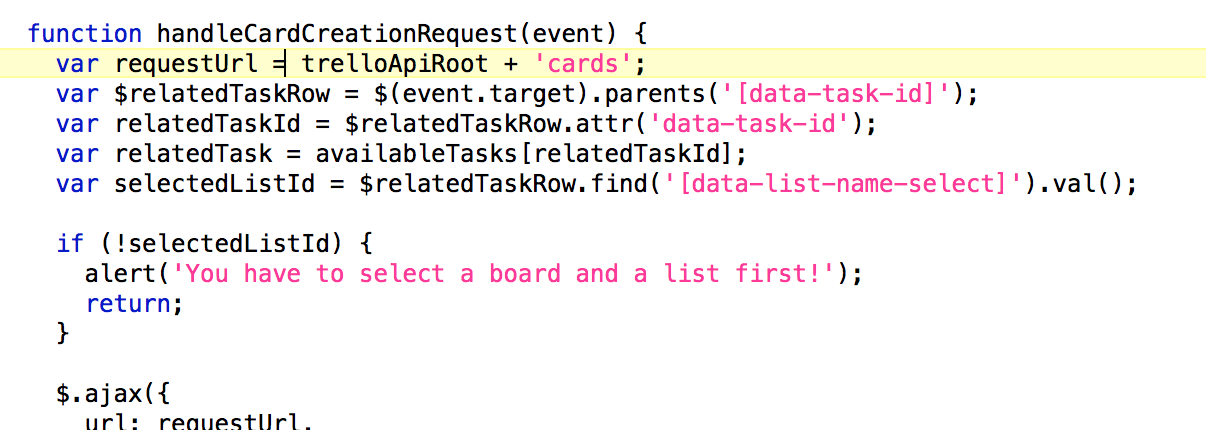 function handleCardCreationRequest(event) {
var requestUrl = trelloApiRoot + 'cards';
var $relatedTaskRow = $(event.target).parents('[data-task-id]');
var relatedTaskId = $relatedTaskRow.attr('data-task-id');
var relatedTask = availableTasks[relatedTaskId];
var selectedListId = $relatedTaskRow.find('[data-list-name-select]').val();
if (!selectedListId) {
alert('You have to select a board and a list first!');
return;
}
$.ajax({
url: requestUrl,